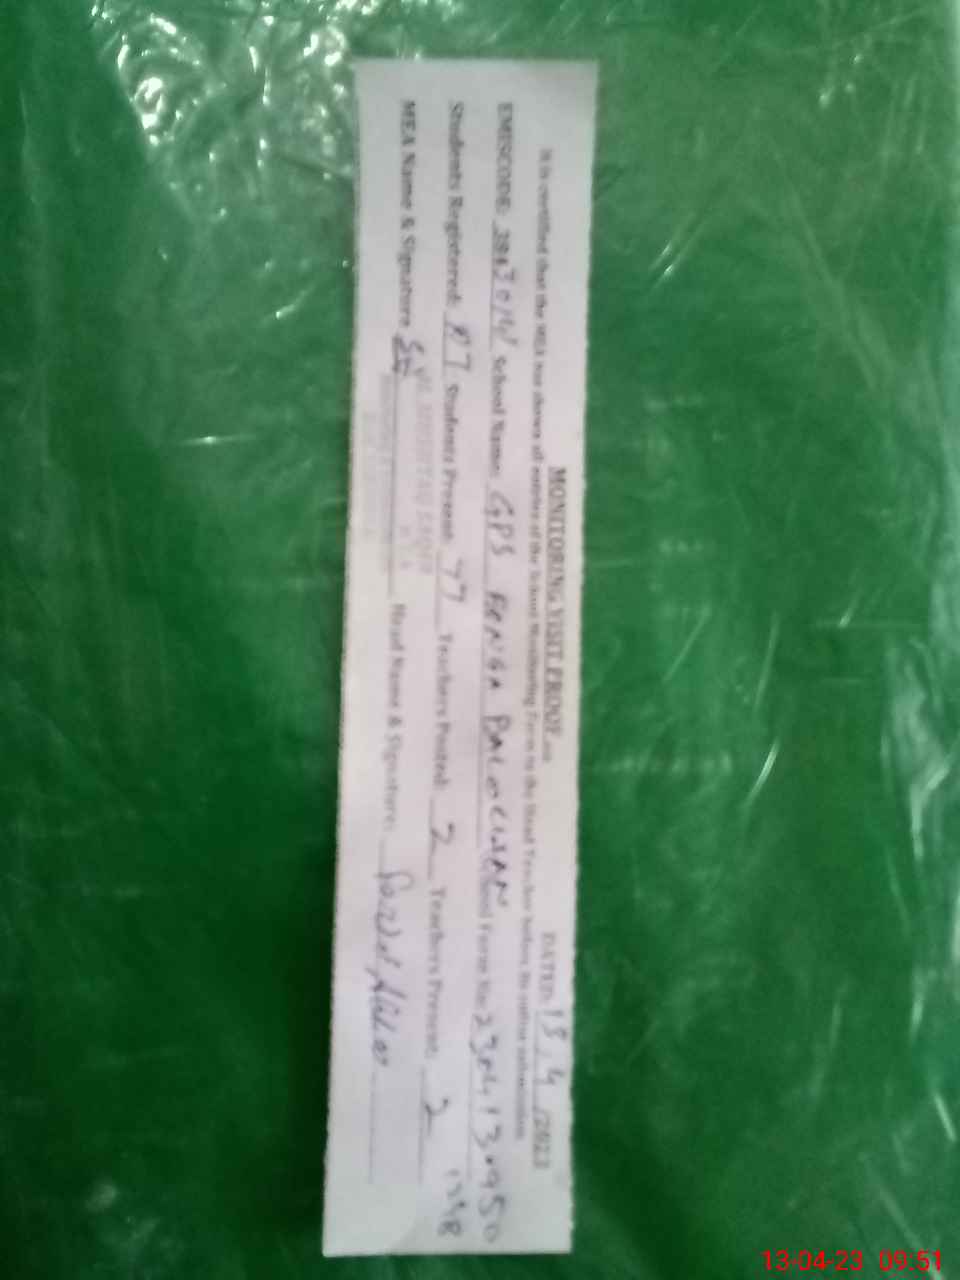 MONITORING VISIT PROOF
DATED: 13.4/2023
It is certified that the MEA was shown all entries of the School Monitoring Form to the Head Teacher before its online submission.
EMISCODE: School Name: GPS BALOCHAN Form No: 2304130950
Students Registered: Students Present: 77 Teachers Posted: 2 Teachers Present: 2
MEA Name & Signature Head Name & Signature:
13-04-23 09:51